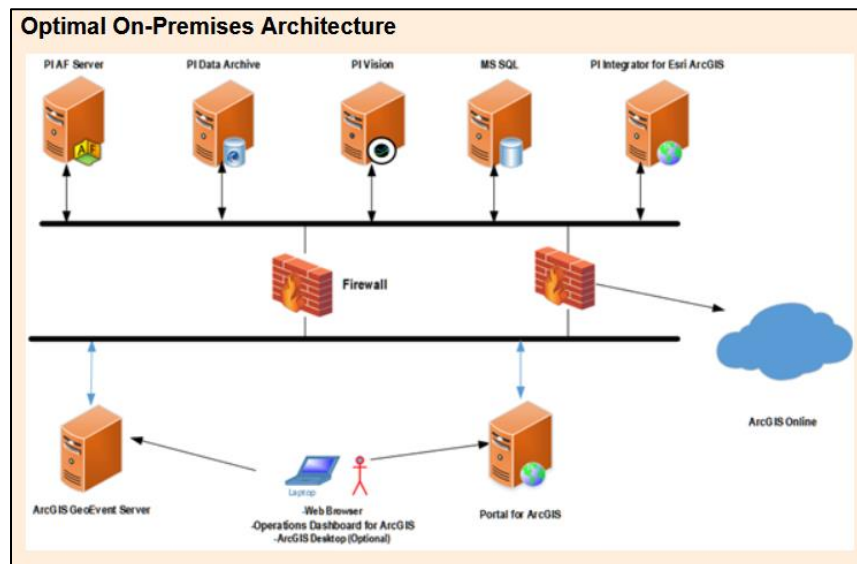 Optimal On-Premises Architecture
PI AF Server
PI Data Archive
PI Vision
MS SQL
PI Integrator for Esri ArcGIS
A F
Firewall
ArcGIS Online
ArcGIS GeoEvent Server
Laptop
-Web Browser
-Operations Dashboard for ArcGIS
-ArcGIS Desktop (Optional)
Portal for ArcGIS